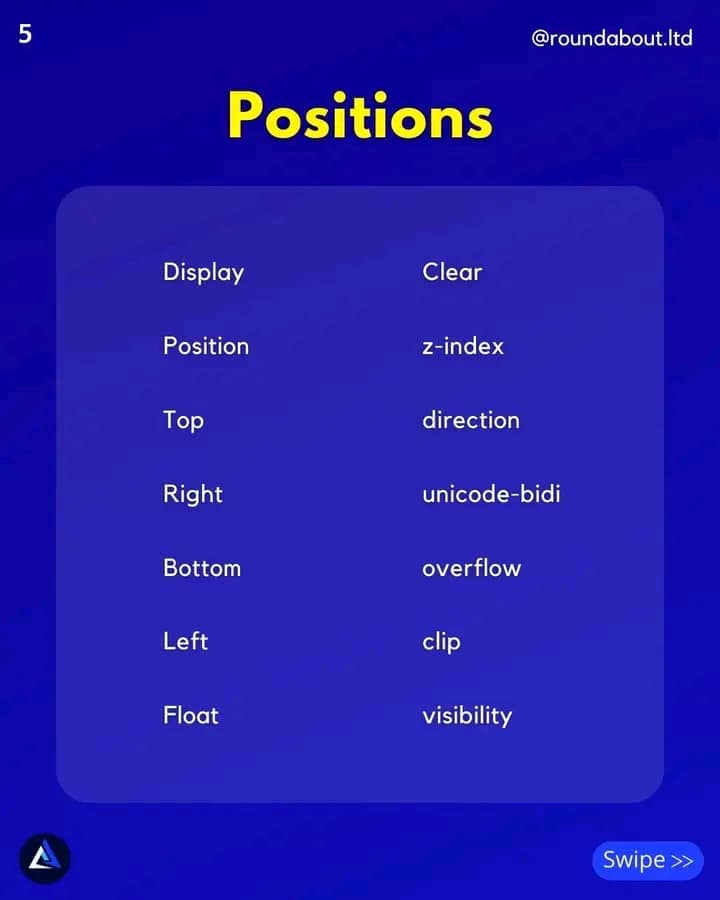 5
@roundabout.ltd
Positions
Display
Position
Top
Right
Bottom
Left
Float
Clear
z-index
direction
unicode-bidi
overflow
clip
visibility
Swipe >>